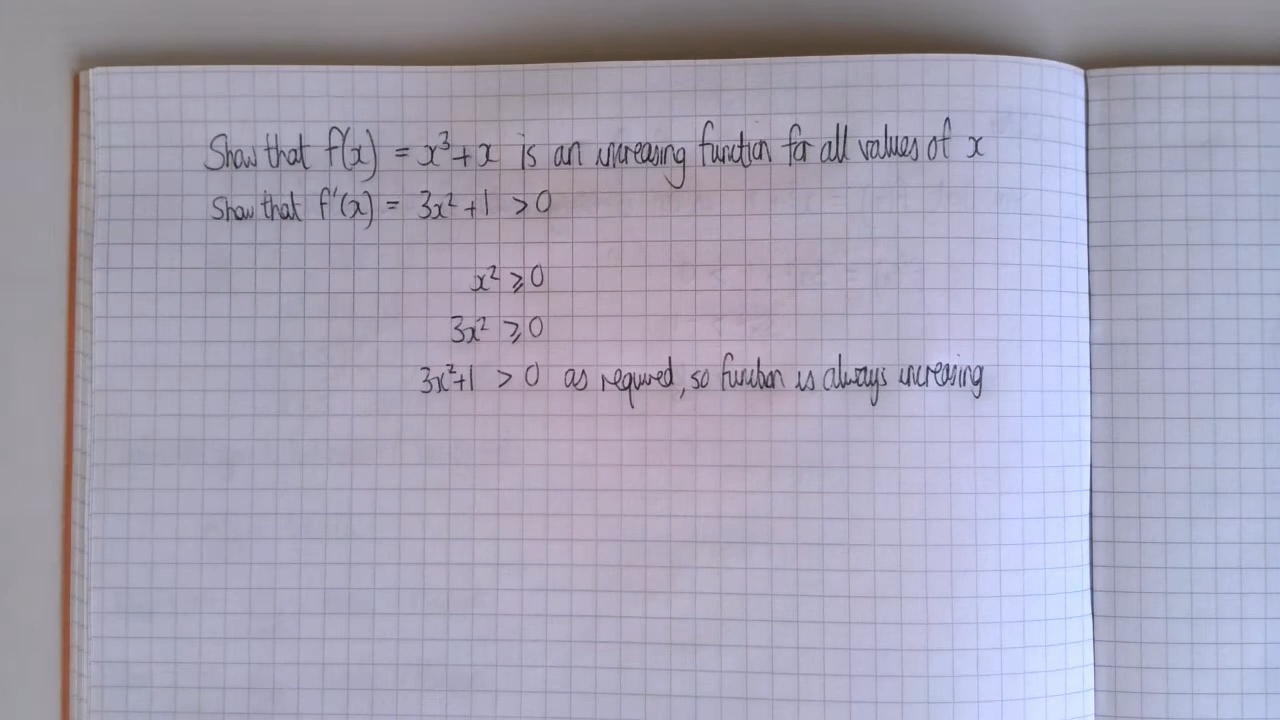 Show that f(x) = x³+x is an increasing function for all values of x
Show that f'(x) = 3x² +1 >0
x² ⩾0
3x² ⩾0
3x²+1 > 0 as required, so function is always increasing